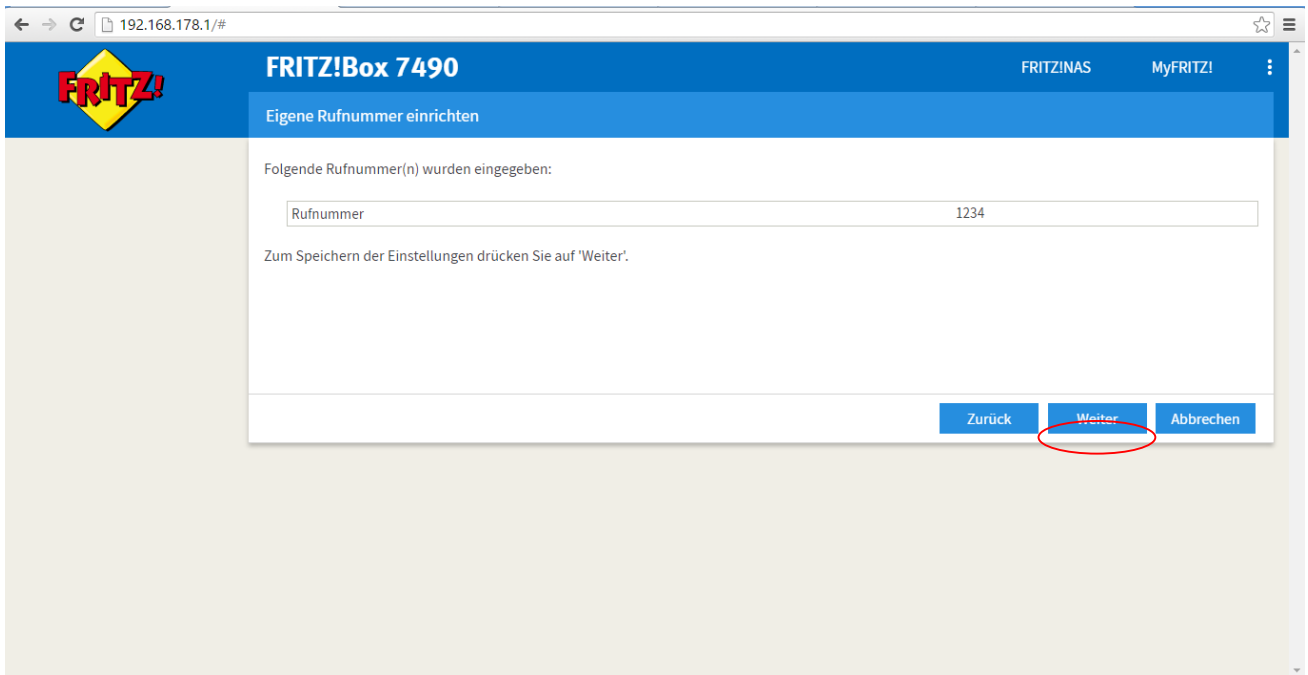 192.168.178.1/#
FRITZ!
FRITZ!Box 7490
FRITZ!NAS
MyFRITZ!
Eigene Rufnummer einrichten
Folgende Rufnummer(n) wurden eingegeben:
Rufnummer 1234
Zum Speichern der Einstellungen drücken Sie auf 'Weiter'.
Zurück Weiter Abbrechen